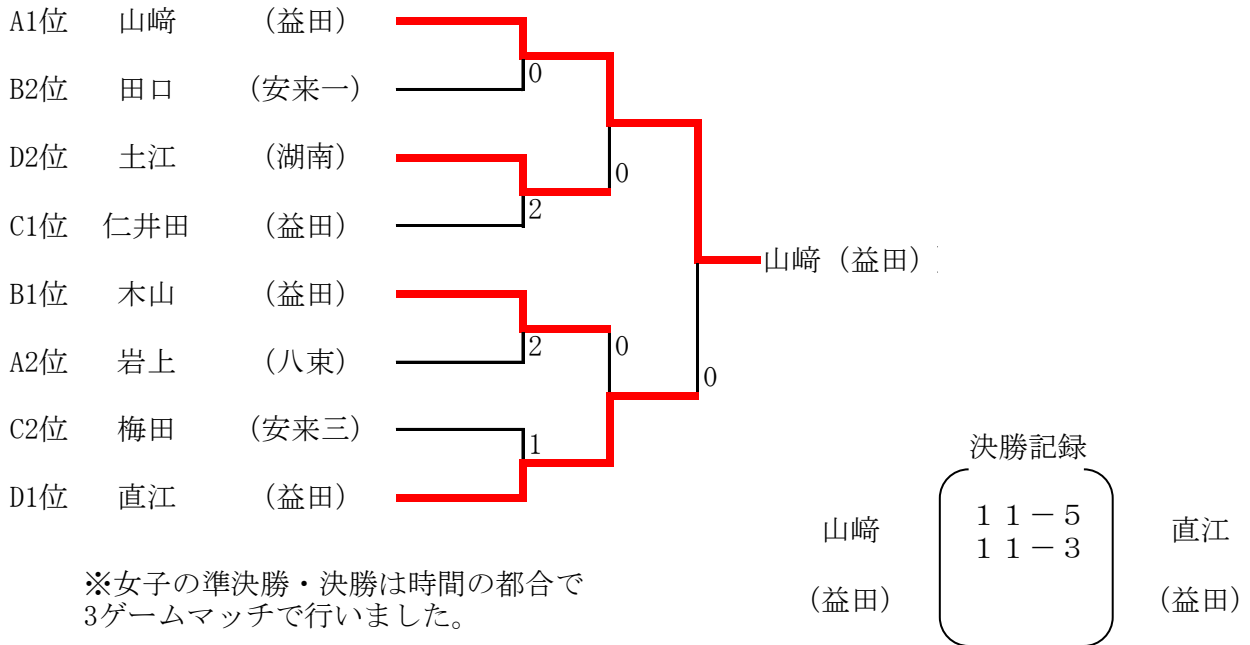 A1位 山﨑 (益田)
0
B2位 田口 (安来一)
D2位 土江 (湖南)
0
2
C1位 仁井田 (益田)
山﨑 (益田)
B1位 木山 (益田)
2
0
A2位 岩上 (八束)
0
C2位 梅田 (安来三)
1
D1位 直江 (益田)
決勝記録
山﨑 11－5 直江
11－3
(益田) (益田)
※女子の準決勝・決勝は時間の都合で
3ゲームマッチで行いました。